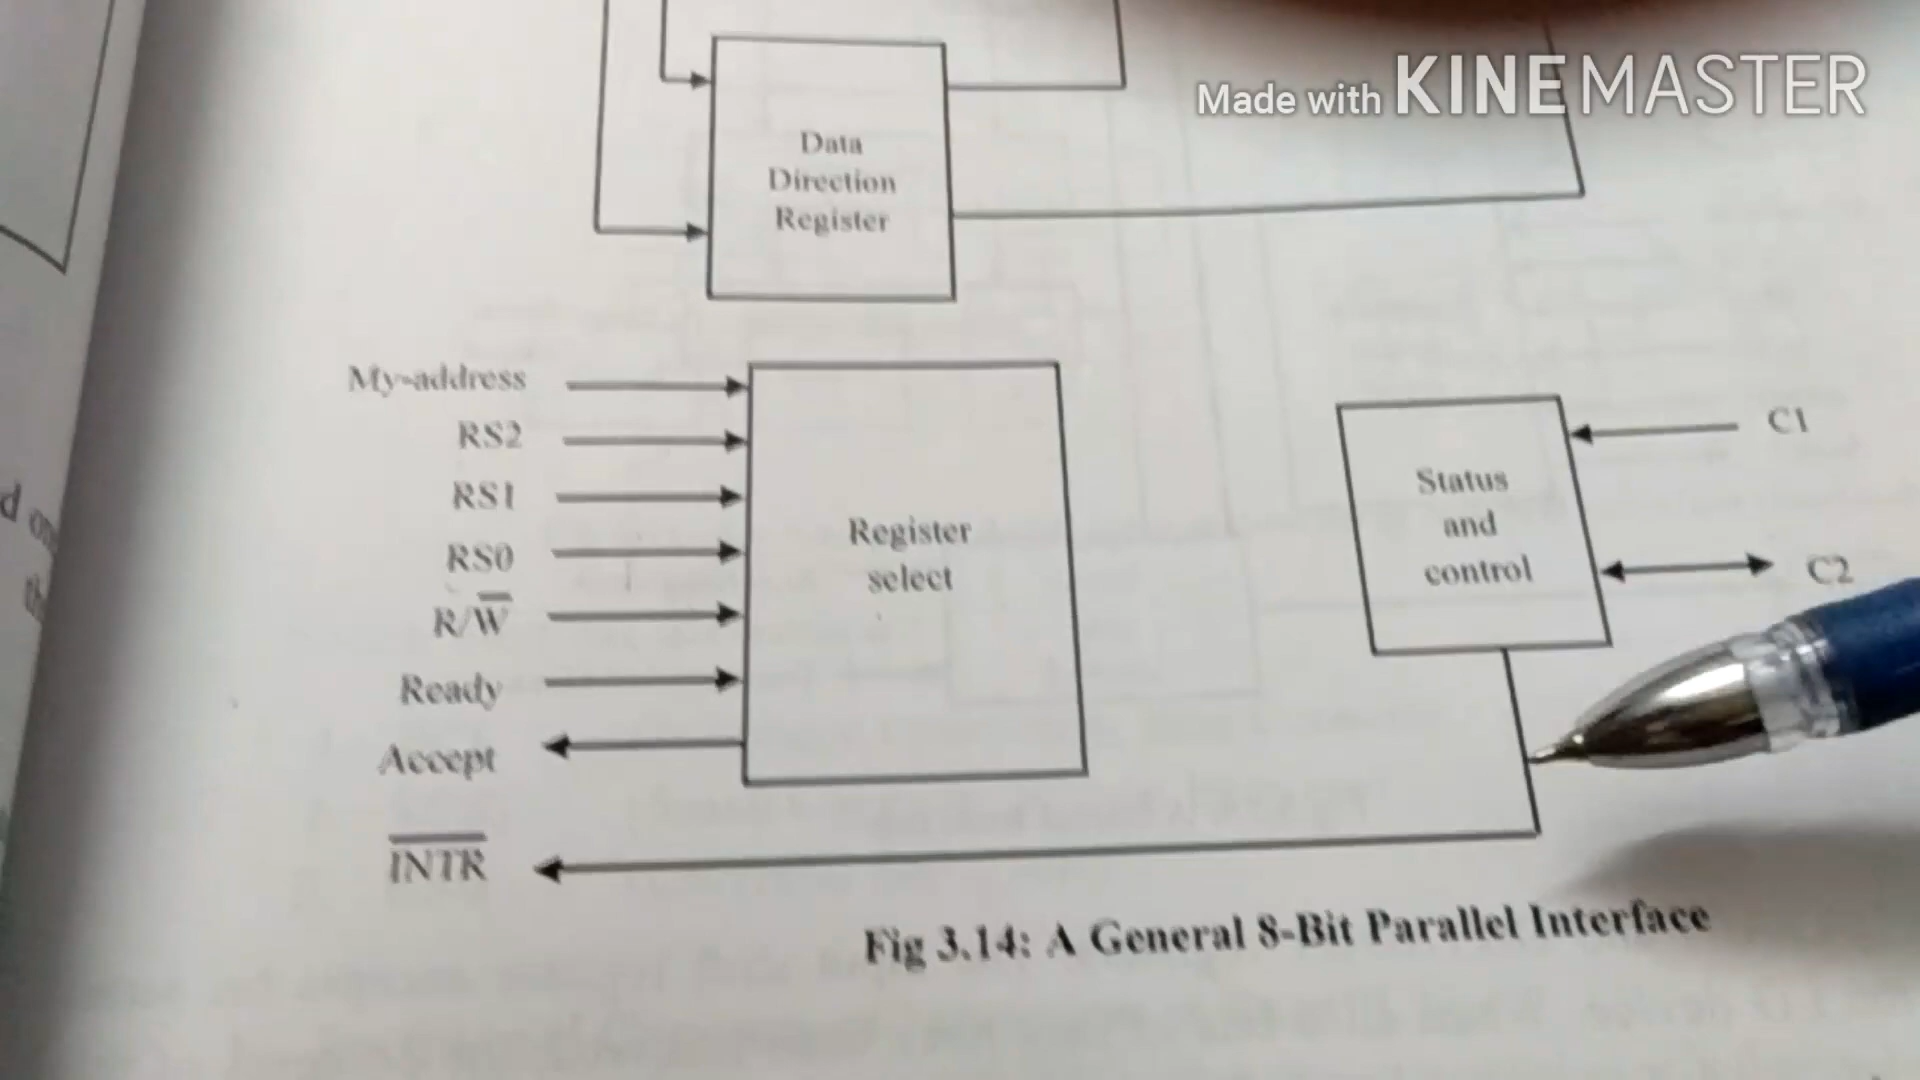 Made with KINEMASTER
Data
Direction
Register
My-address
RS2
RS1
RS0
R/W̅
Ready
Accept
I̅N̅T̅R̅
Register
select
Status
and
control
C1
C2
Fig 3.14: A General 8-Bit Parallel Interface